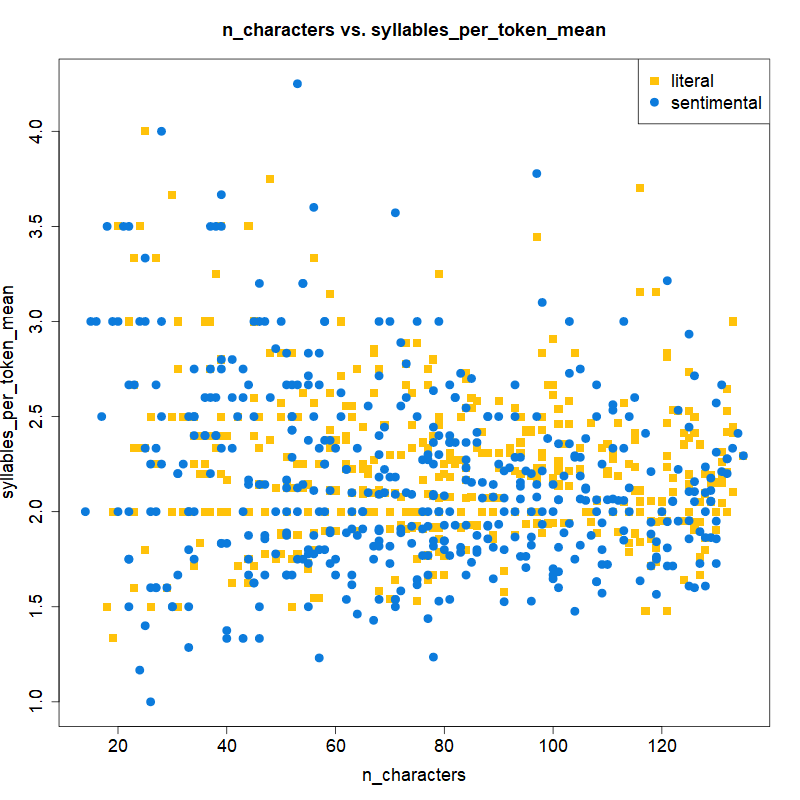 n_characters vs. syllables_per_token_mean
literal
sentimental
syllables_per_token_mean
4.0
3.5
3.0
2.5
2.0
1.5
1.0
20 40 60 80 100 120
n_characters